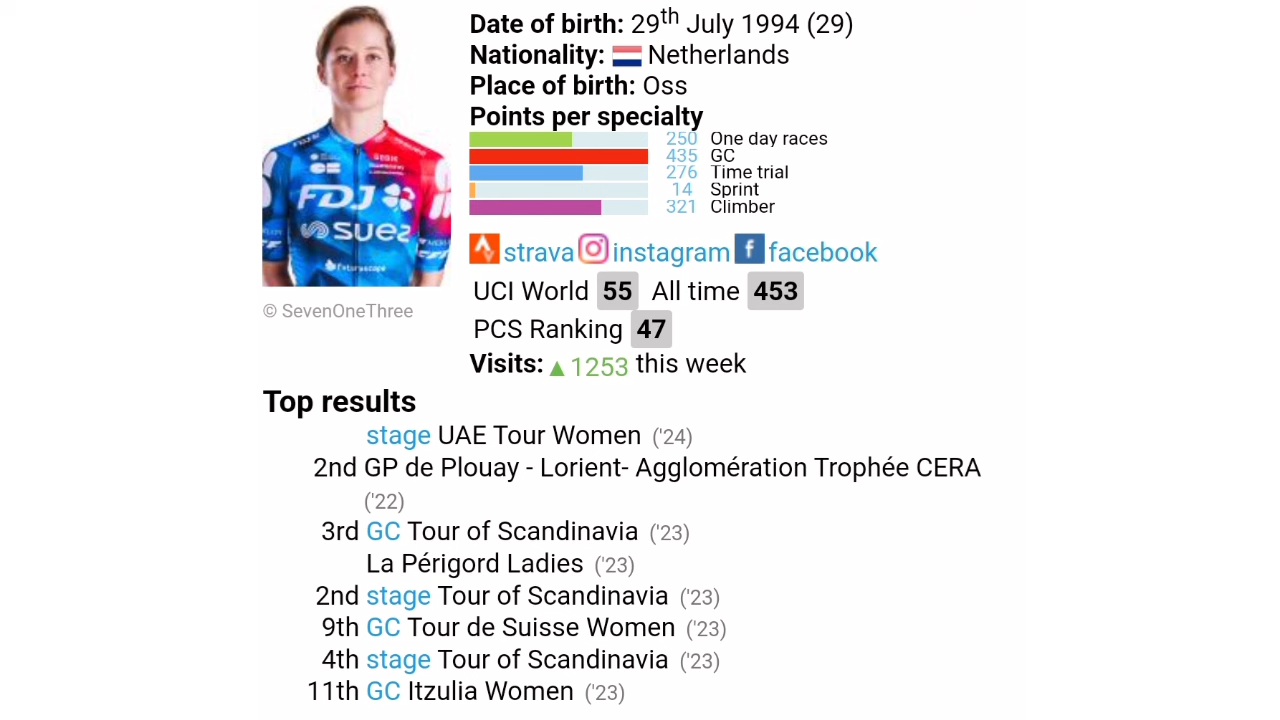 Date of birth: 29th July 1994 (29)
Nationality: Netherlands
Place of birth: Oss
Points per specialty
250 One day races
435 GC
276 Time trial
14 Sprint
321 Climber
FDJ
SUEZ
futuroscope
strava instagram facebook
UCI World 55 All time 453
© SevenOneThree
PCS Ranking 47
Visits: ▲1253 this week
Top results
stage UAE Tour Women ('24)
2nd GP de Plouay - Lorient- Agglomération Trophée CERA
('22)
3rd GC Tour of Scandinavia ('23)
La Périgord Ladies ('23)
2nd stage Tour of Scandinavia ('23)
9th GC Tour de Suisse Women ('23)
4th stage Tour of Scandinavia ('23)
11th GC Itzulia Women ('23)